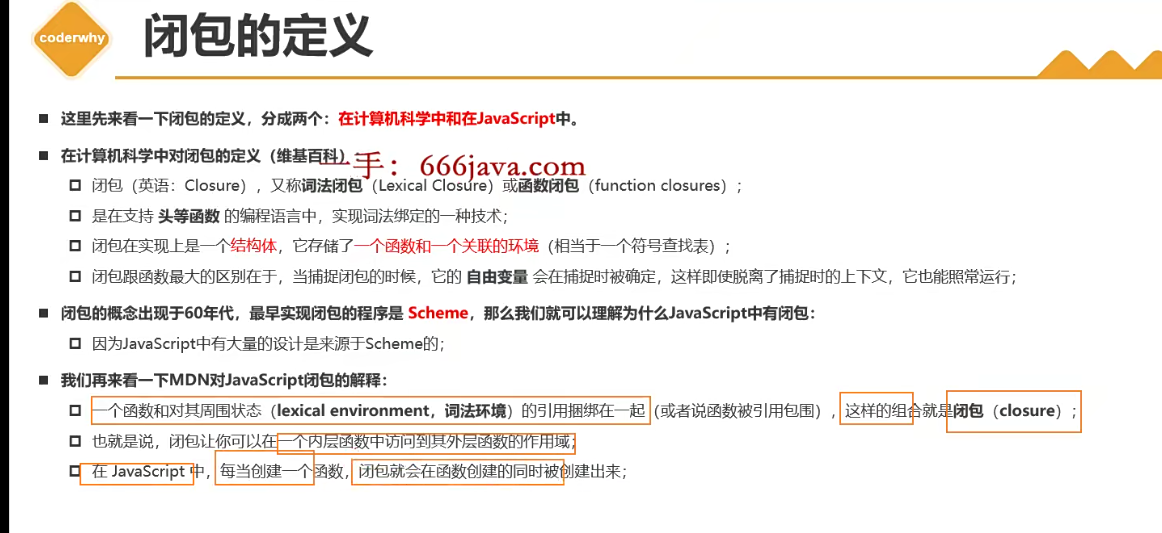 coderwhy
闭包的定义
■ 这里先来看一下闭包的定义，分成两个：在计算机科学中和在JavaScript中。
■ 在计算机科学中对闭包的定义（维基百科）
一手：666java.com
闭包（英语：Closure），又称词法闭包（Lexical Closure）或函数闭包（function closures）；
是在支持 头等函数 的编程语言中，实现词法绑定的一种技术；
闭包在实现上是一个结构体，它存储了一个函数和一个关联的环境（相当于一个符号查找表）；
闭包跟函数最大的区别在于，当捕捉闭包的时候，它的 自由变量 会在捕捉时被确定，这样即使脱离了捕捉时的上下文，它也能照常运行；
■ 闭包的概念出现于60年代，最早实现闭包的程序是 Scheme，那么我们就可以理解为什么JavaScript中有闭包：
因为JavaScript中有大量的设计是来源于Scheme的；
■ 我们再来看一下MDN对JavaScript闭包的解释：
一个函数和对其周围状态（lexical environment，词法环境）的引用捆绑在一起（或者说函数被引用包围），这样的组合就是闭包（closure）；
也就是说，闭包让你可以在一个内层函数中访问到其外层函数的作用域；
在 JavaScript 中，每当创建一个函数，闭包就会在函数创建的同时被创建出来；